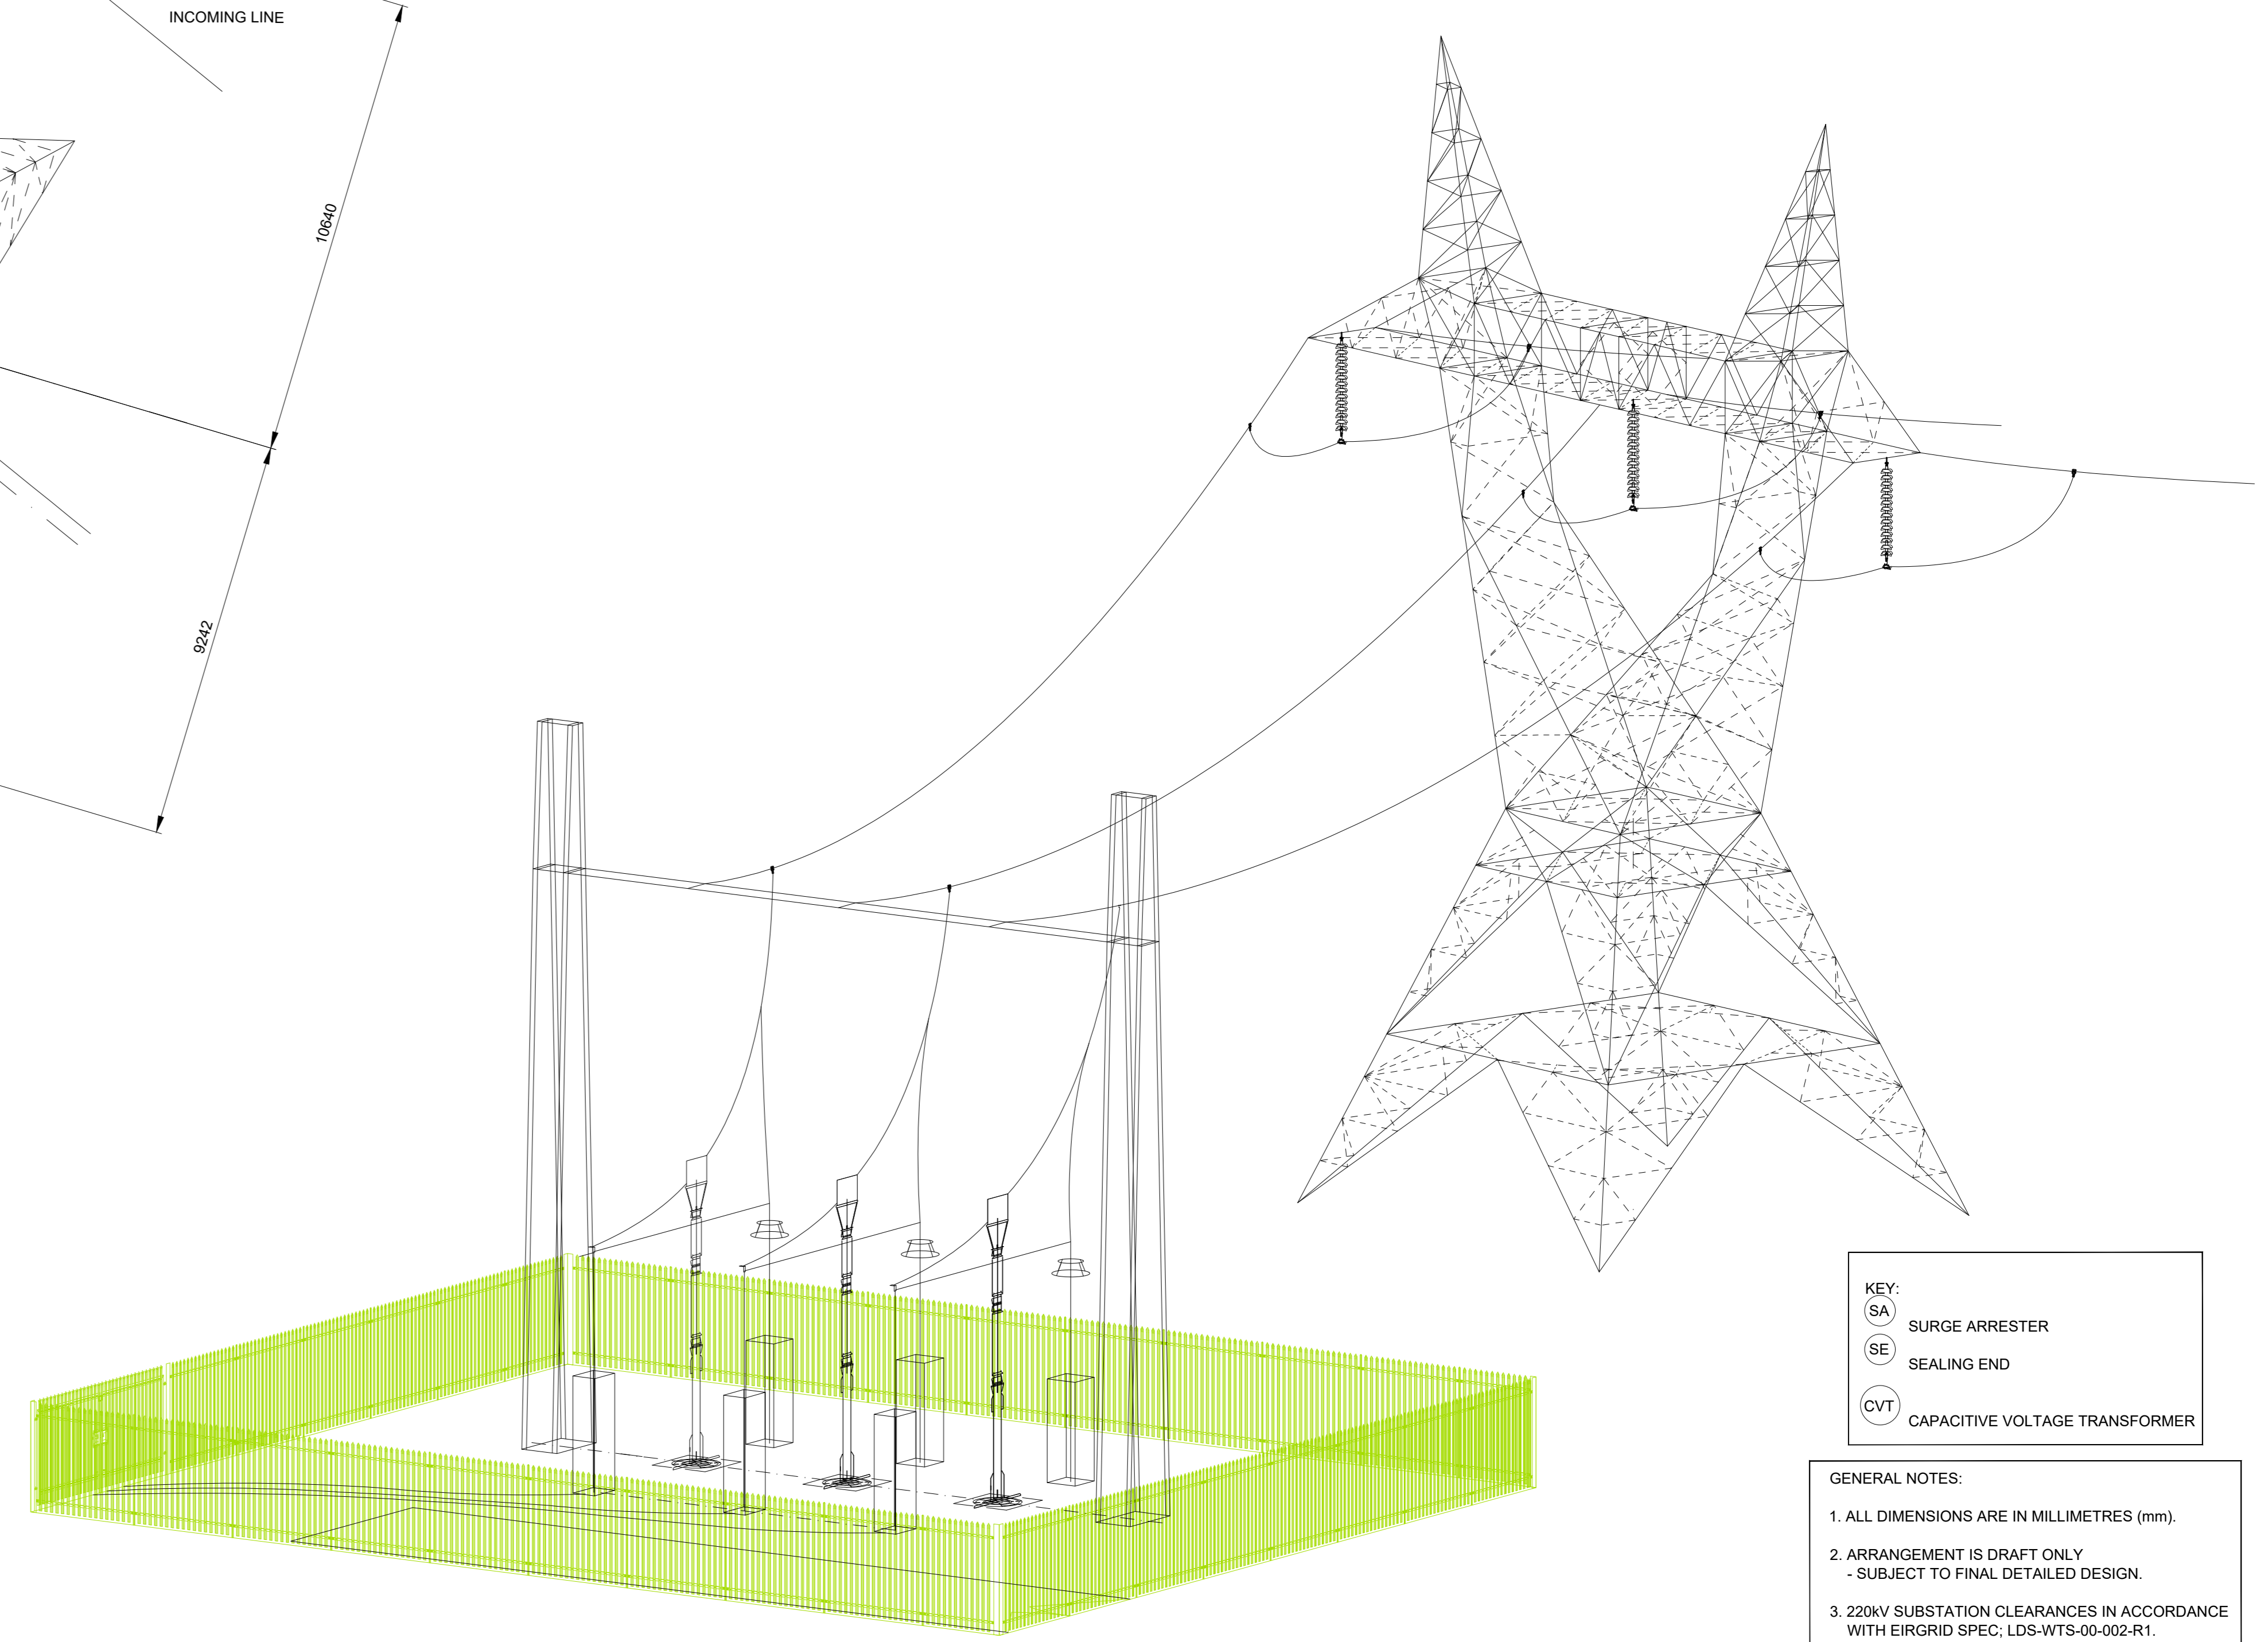 INCOMING LINE
10640
9242
KEY:
SA
SURGE ARRESTER
SE
SEALING END
CVT
CAPACITIVE VOLTAGE TRANSFORMER
GENERAL NOTES:
1. ALL DIMENSIONS ARE IN MILLIMETRES (mm).
2. ARRANGEMENT IS DRAFT ONLY
- SUBJECT TO FINAL DETAILED DESIGN.
3. 220kV SUBSTATION CLEARANCES IN ACCORDANCE
WITH EIRGRID SPEC; LDS-WTS-00-002-R1.